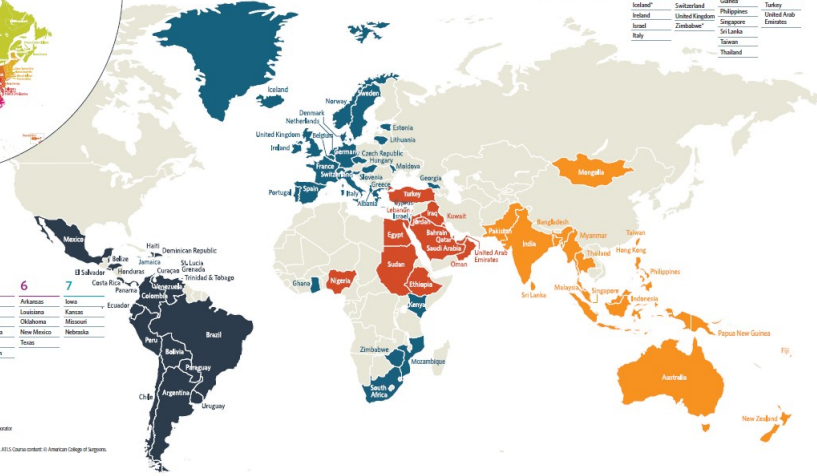 Iceland*
Ireland
Israel
Italy
Switzerland
United Kingdom
Zimbabwe*
Guinea
Philippines
Singapore
Sri Lanka
Taiwan
Thailand
Turkey
United Arab
Emirates
Iceland
Norway
Sweden
Denmark
Netherlands
Estonia
Lithuania
United Kingdom
Belgium
Ireland
Germany
Czech Republic
Hungary
France
Moldova
Switzerland
Slovenia
Georgia
Greece
Portugal
Spain
Italy
Albania
Turkey
Cyprus
Lebanon
Israel
Jordan
Iraq
Kuwait
Bahrain
Qatar
Saudi Arabia
Egypt
United Arab
Emirates
Oman
Sudan
Ethiopia
Nigeria
Ghana
Kenya
Zimbabwe
Mozambique
South
Africa
Mongolia
Pakistan
India
Bangladesh
Myanmar
Taiwan
Hong Kong
Thailand
Philippines
Malaysia
Singapore
Indonesia
Sri Lanka
Papua New Guinea
Fiji
Australia
New Zealand
Mexico
Belize
Haiti
Dominican Republic
Jamaica
El Salvador
Honduras
Curaçao
St. Lucia
Grenada
Trinidad & Tobago
Costa Rica
Panama
Venezuela
Colombia
Ecuador
Brazil
Peru
Bolivia
Paraguay
Chile
Argentina
Uruguay
6
Arkansas
Louisiana
Oklahoma
New Mexico
Texas
7
Iowa
Kansas
Missouri
Nebraska
ATLS Course content © American College of Surgeons.